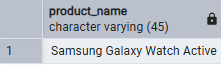 product_name
character varying (45)
1 Samsung Galaxy Watch Active